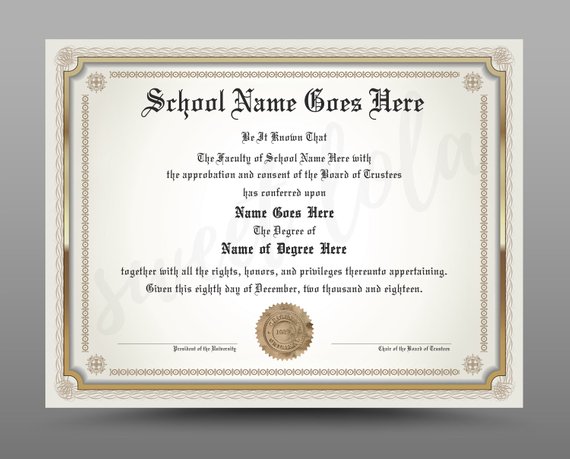 School Name Goes Here
Be It Known That
The Faculty of School Name Here with
the approbation and consent of the Board of Trustees
has conferred upon
Name Goes Here
The Degree of
Name of Degree Here
together with all the rights, honors, and privileges thereunto appertaining.
Given this eighth day of December, two thousand and eighteen.
President of the University
Chair of the Board of Trustees
sweet lola